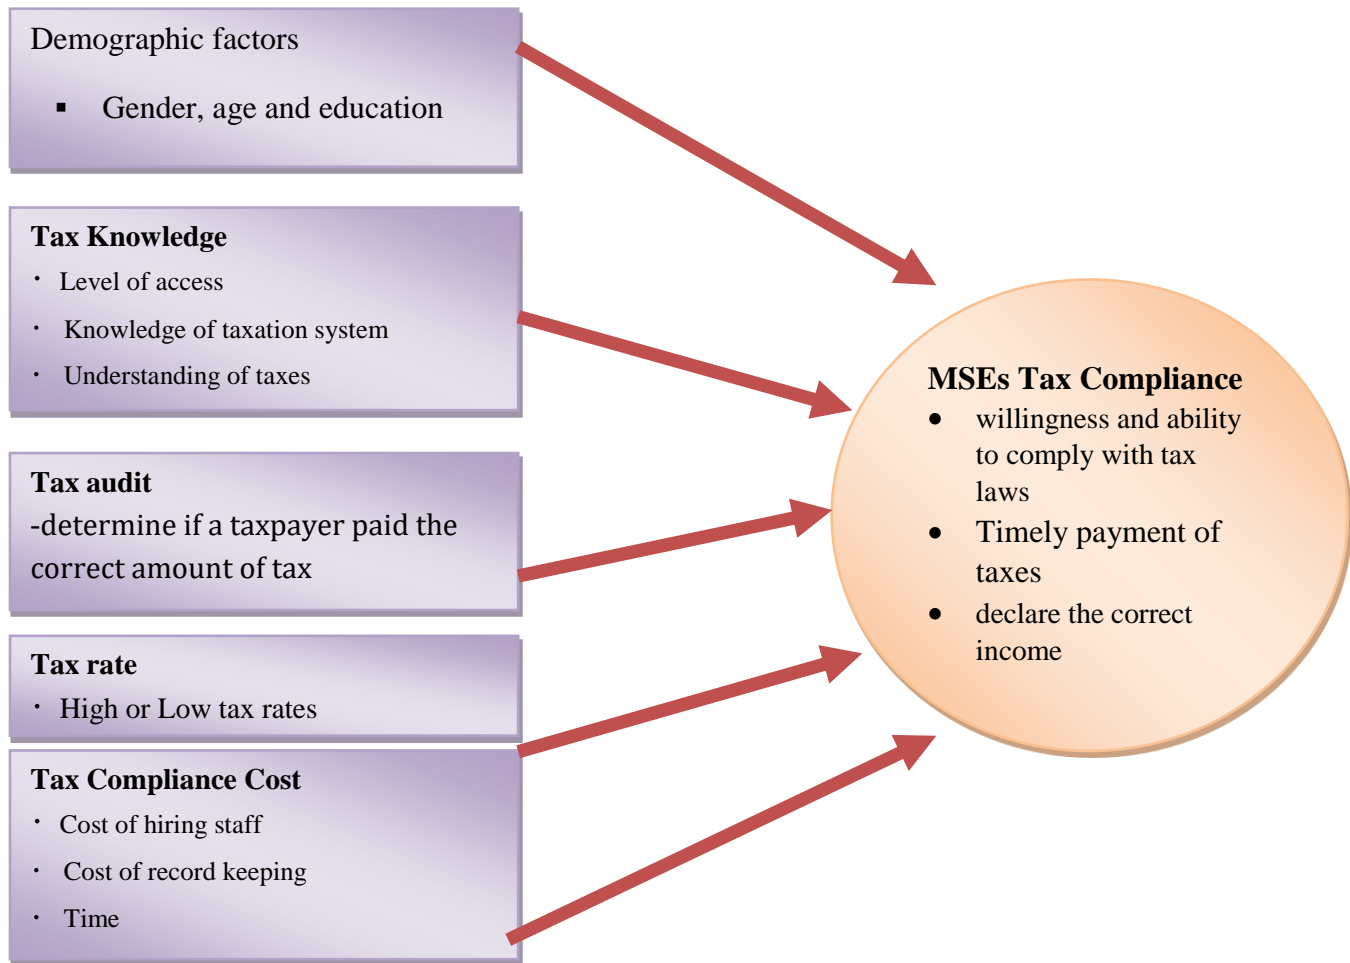 Demographic factors
▪ Gender, age and education
Tax Knowledge
· Level of access
· Knowledge of taxation system
· Understanding of taxes
Tax audit
-determine if a taxpayer paid the
correct amount of tax
Tax rate
· High or Low tax rates
Tax Compliance Cost
· Cost of hiring staff
· Cost of record keeping
· Time
MSEs Tax Compliance
● willingness and ability
to comply with tax
laws
● Timely payment of
taxes
● declare the correct
income